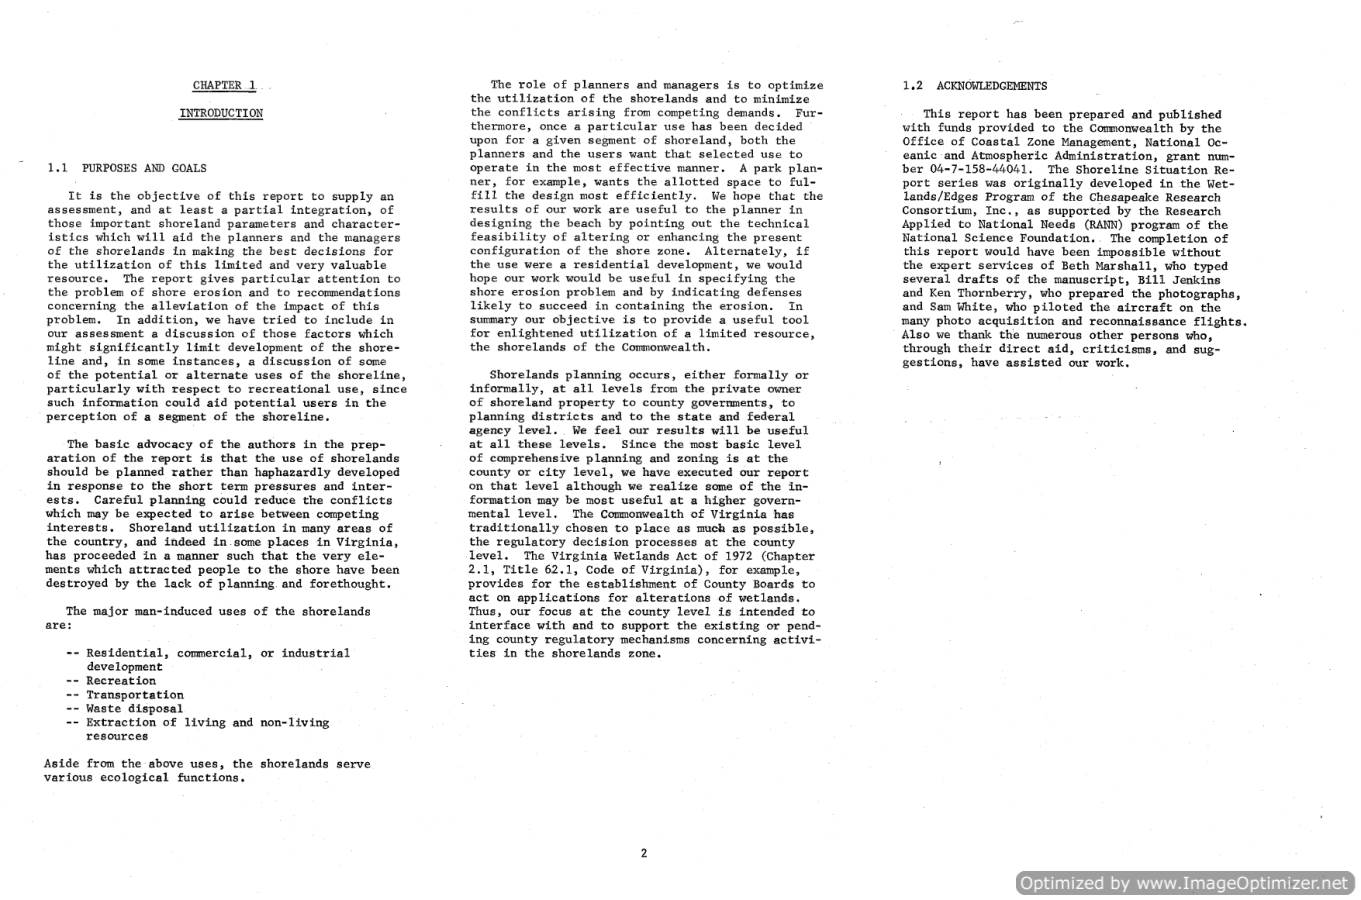 CHAPTER 1
INTRODUCTION
1.1 PURPOSES AND GOALS
It is the objective of this report to supply an
assessment, and at least a partial integration, of
those important shoreland parameters and character-
istics which will aid the planners and the managers
of the shorelands in making the best decisions for
the utilization of this limited and very valuable
resource. The report gives particular attention to
the problem of shore erosion and to recommendations
concerning the alleviation of the impact of this
problem. In addition, we have tried to include in
our assessment a discussion of those factors which
might significantly limit development of the shore-
line and, in some instances, a discussion of some
of the potential or alternate uses of the shoreline,
particularly with respect to recreational use, since
such information could aid potential users in the
perception of a segment of the shoreline.
The basic advocacy of the authors in the prep-
aration of the report is that the use of shorelands
should be planned rather than haphazardly developed
in response to the short term pressures and inter-
ests. Careful planning could reduce the conflicts
which may be expected to arise between competing
interests. Shoreland utilization in many areas of
the country, and indeed in some places in Virginia,
has proceeded in a manner such that the very ele-
ments which attracted people to the shore have been
destroyed by the lack of planning and forethought.
The major man-induced uses of the shorelands
are:
-- Residential, commercial, or industrial
development
-- Recreation
-- Transportation
-- Waste disposal
-- Extraction of living and non-living
resources
Aside from the above uses, the shorelands serve
various ecological functions.
The role of planners and managers is to optimize
the utilization of the shorelands and to minimize
the conflicts arising from competing demands. Fur-
thermore, once a particular use has been decided
upon for a given segment of shoreland, both the
planners and the users want that selected use to
operate in the most effective manner. A park plan-
ner, for example, wants the allotted space to ful-
fill the design most efficiently. We hope that the
results of our work are useful to the planner in
designing the beach by pointing out the technical
feasibility of altering or enhancing the present
configuration of the shore zone. Alternately, if
the use were a residential development, we would
hope our work would be useful in specifying the
shore erosion problem and by indicating defenses
likely to succeed in containing the erosion. In
summary our objective is to provide a useful tool
for enlightened utilization of a limited resource,
the shorelands of the Commonwealth.
Shorelands planning occurs, either formally or
informally, at all levels from the private owner
of shoreland property to county governments, to
planning districts and to the state and federal
agency level. We feel our results will be useful
at all these levels. Since the most basic level
of comprehensive planning and zoning is at the
county or city level, we have executed our report
on that level although we realize some of the in-
formation may be most useful at a higher govern-
mental level. The Commonwealth of Virginia has
traditionally chosen to place as much as possible,
the regulatory decision processes at the county
level. The Virginia Wetlands Act of 1972 (Chapter
2.1, Title 62.1, Code of Virginia), for example,
provides for the establishment of County Boards to
act on applications for alterations of wetlands.
Thus, our focus at the county level is intended to
interface with and to support the existing or pend-
ing county regulatory mechanisms concerning activi-
ties in the shorelands zone.
1.2 ACKNOWLEDGEMENTS
This report has been prepared and published
with funds provided to the Commonwealth by the
Office of Coastal Zone Management, National Oc-
eanic and Atmospheric Administration, grant num-
ber 04-7-158-44041. The Shoreline Situation Re-
port series was originally developed in the Wet-
lands/Edges Program of the Chesapeake Research
Consortium, Inc., as supported by the Research
Applied to National Needs (RANN) program of the
National Science Foundation. The completion of
this report would have been impossible without
the expert services of Beth Marshall, who typed
several drafts of the manuscript, Bill Jenkins
and Ken Thornberry, who prepared the photographs,
and Sam White, who piloted the aircraft on the
many photo acquisition and reconnaissance flights.
Also we thank the numerous other persons who,
through their direct aid, criticisms, and sug-
gestions, have assisted our work.
2
Optimized by www.ImageOptimizer.net